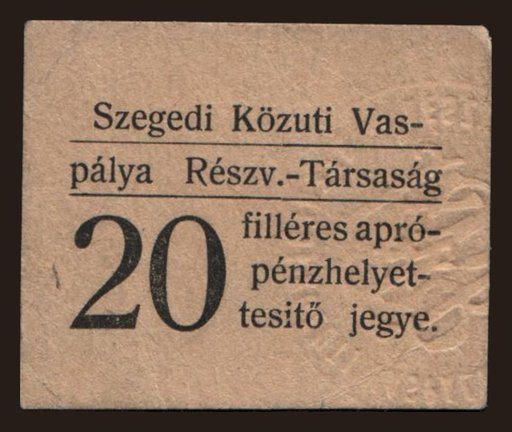 Szegedi Közuti Vas-
pálya Részv.-Társaság
20 filléres apró-
pénzhelyet-
tesitő jegye.